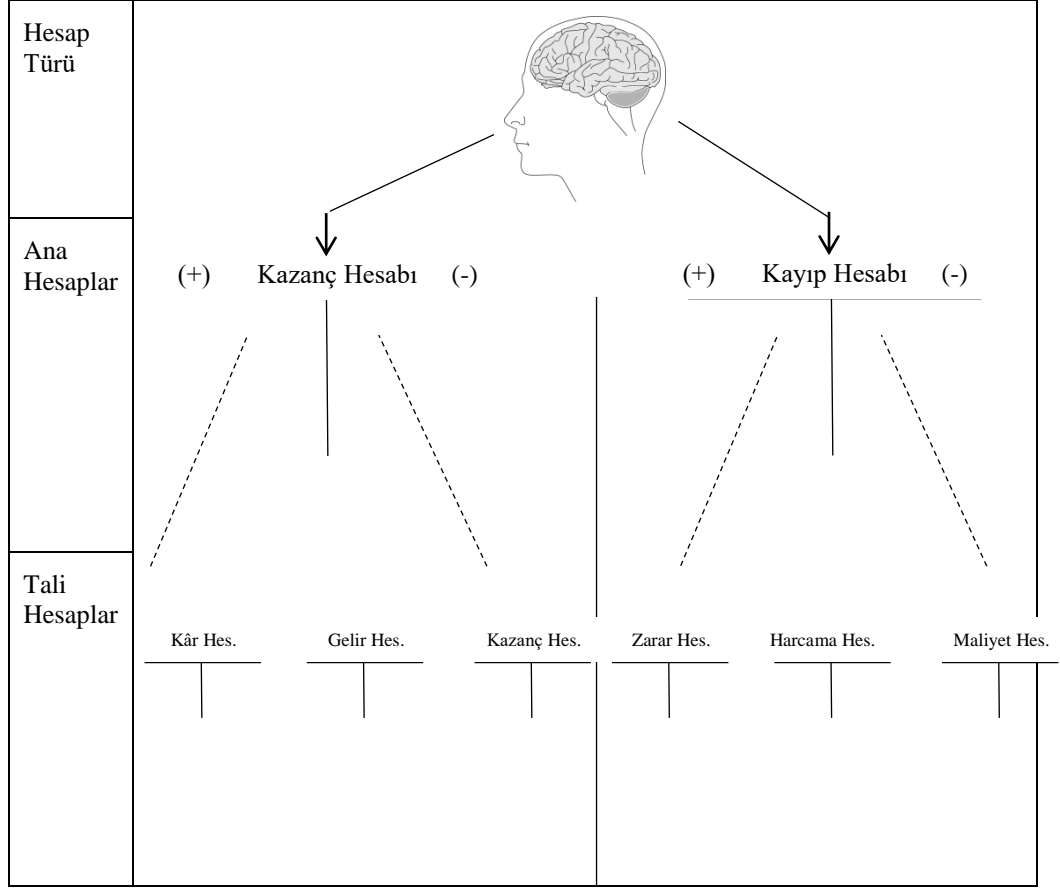 Hesap
Türü
Ana
Hesaplar
(+) Kazanç Hesabı (-) (+) Kayıp Hesabı (-)
Tali
Hesaplar
Kâr Hes. Gelir Hes. Kazanç Hes. Zarar Hes. Harcama Hes. Maliyet Hes.